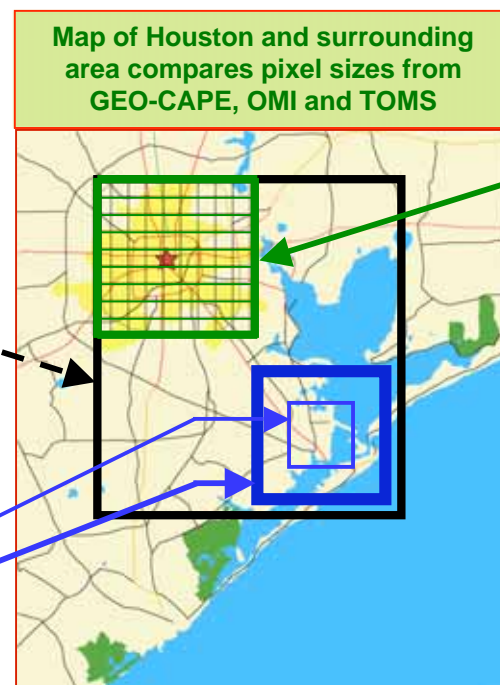 Map of Houston and surrounding
area compares pixel sizes from
GEO-CAPE, OMI and TOMS